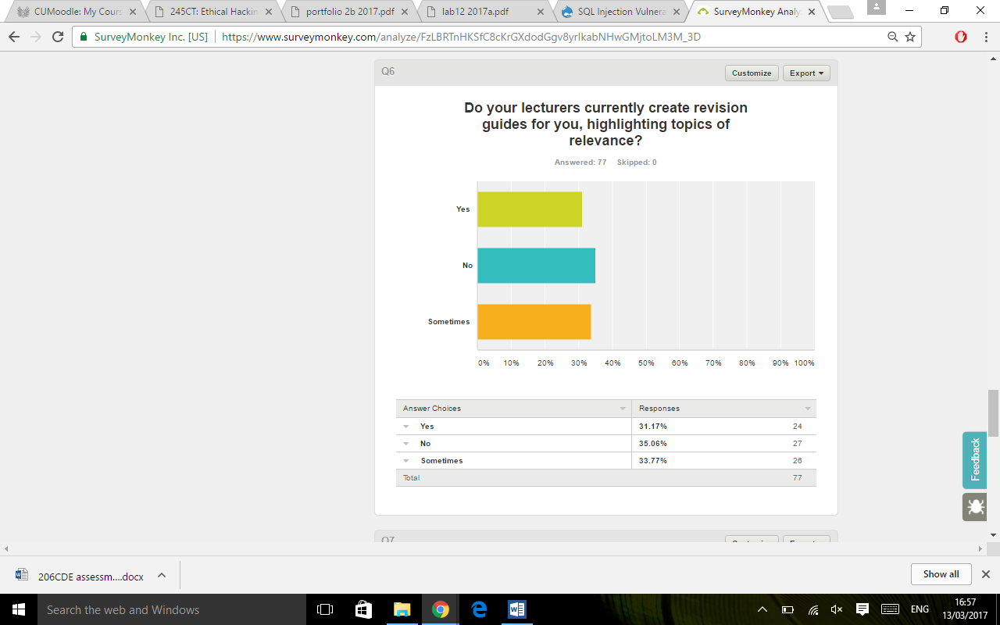 CUMoodle: My Cours
245CT: Ethical Hackin
portfolio 2b 2017.pdf
lab12 2017a.pdf
SQL Injection Vulnera
SurveyMonkey Analy
SurveyMonkey Inc. [US]
https://www.surveymonkey.com/analyze/FzLBRTnHKSfC8cKrGXdodGgv8yrIkabNHwGMjtoLM3M_3D
Q6
Customize
Export
Do your lecturers currently create revision
guides for you, highlighting topics of
relevance?
Answered: 77 Skipped: 0
Yes
No
Sometimes
0% 10% 20% 30% 40% 50% 60% 70% 80% 90% 100%
Answer Choices Responses
Yes 31.17% 24
No 35.06% 27
Sometimes 33.77% 26
Total 77
Feedback
Q7
206CDE assessm....docx
Show all
Search the web and Windows
ENG
16:57
13/03/2017